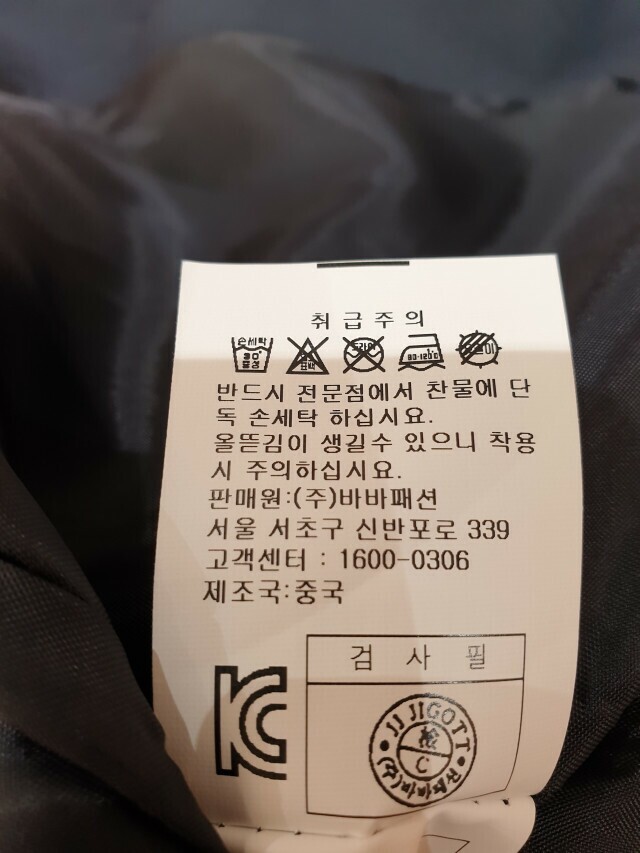 취급주의
손세탁 30° 중성
표백
드라이
80-120°C
반드시 전문점에서 찬물에 단
독 손세탁 하십시요.
올뜯김이 생길수 있으니 착용
시 주의하십시요.
판매원:(주)바바패션
서울 서초구 신반포로 339
고객센터 : 1600-0306
제조국:중국
검 사 필
JJ JIGOTT
檢
C
(주)바바패션